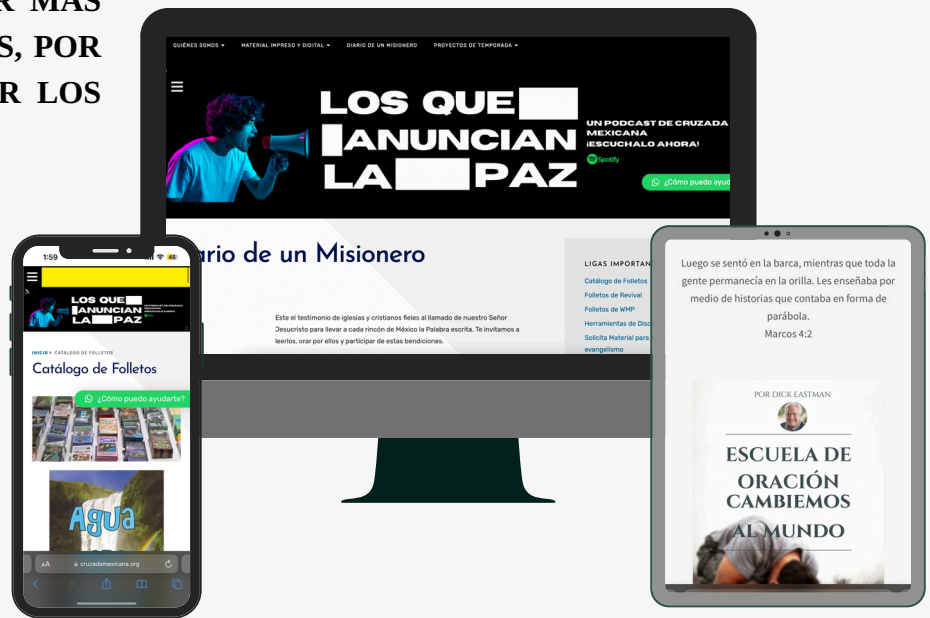 R MÁS
S, POR
R LOS
QUIÉNES SOMOS
MATERIAL IMPRESO Y DIGITAL
DIARIO DE UN MISIONERO
PROYECTOS DE TEMPORADA
LOS QUE
ANUNCIAN
LA PAZ
UN PODCAST DE CRUZADA
MEXICANA
¡ESCUCHALO AHORA!
Spotify
¿Cómo puedo ayud
ario de un Misionero
Este el testimonio de iglesias y cristianos fieles al llamado de nuestro Señor
Jesucristo para llevar a cada rincón de México la Palabra escrita. Te invitamos a
leerlos, orar por ellos y participar de estas bendiciones.
LIGAS IMPORTAN
Catálogo de Folletos
Folletos de Revival
Folletos de WMP
Herramientas de Disc
Solicita Material para
evangelismo
1:59
45
LOS QUE
ANUNCIAN
LA PAZ
INICIO CATÁLOGO DE FOLLETOS
Catálogo de Folletos
¿Cómo puedo ayudarte?
Agua
AA cruzadamexicana.org
Luego se sentó en la barca, mientras que toda la
gente permanecía en la orilla. Les enseñaba por
medio de historias que contaba en forma de
parábola.
Marcos 4:2
POR DICK EASTMAN
ESCUELA DE
ORACIÓN
CAMBIEMOS
AL MUNDO